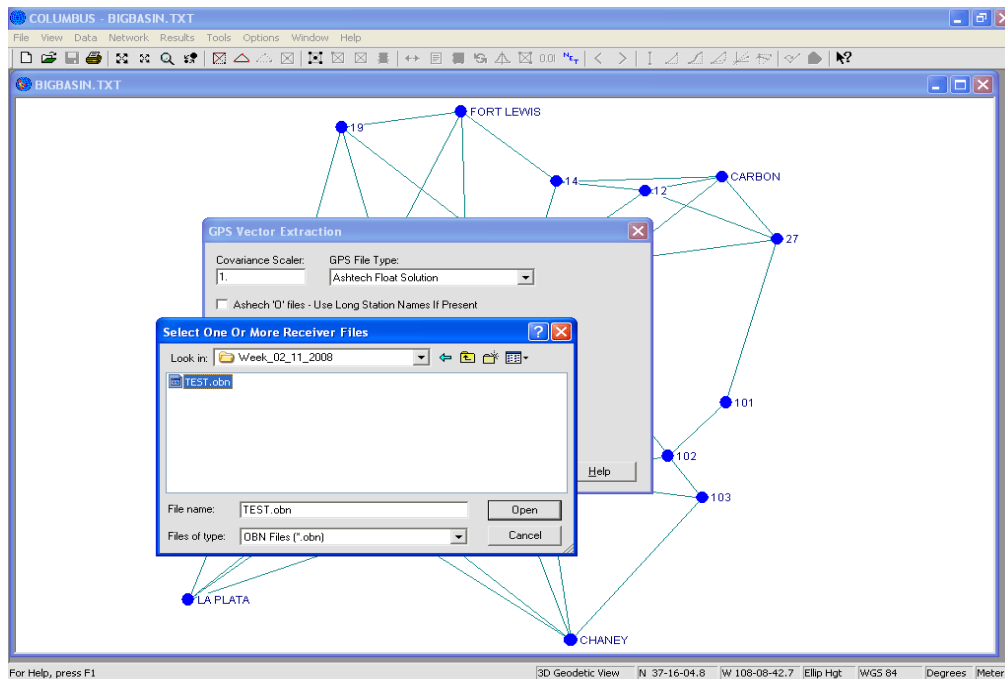 COLUMBUS - BIGBASIN.TXT
File View Data Network Results Tools Options Window Help
0.01
BIGBASIN.TXT
FORT LEWIS
19
14
12
CARBON
27
GPS Vector Extraction
Covariance Scaler: GPS File Type:
1. Ashtech Float Solution
Ashech 'O' files - Use Long Station Names If Present
Select One Or More Receiver Files
Look in: Week_02_11_2008
TEST.obn
101
102
Help
103
File name: TEST.obn Open
Files of type: OBN Files (*.obn) Cancel
LA PLATA
CHANEY
For Help, press F1 3D Geodetic View N 37-16-04.8 W 108-08-42.7 Ellip Hgt WGS 84 Degrees Meter